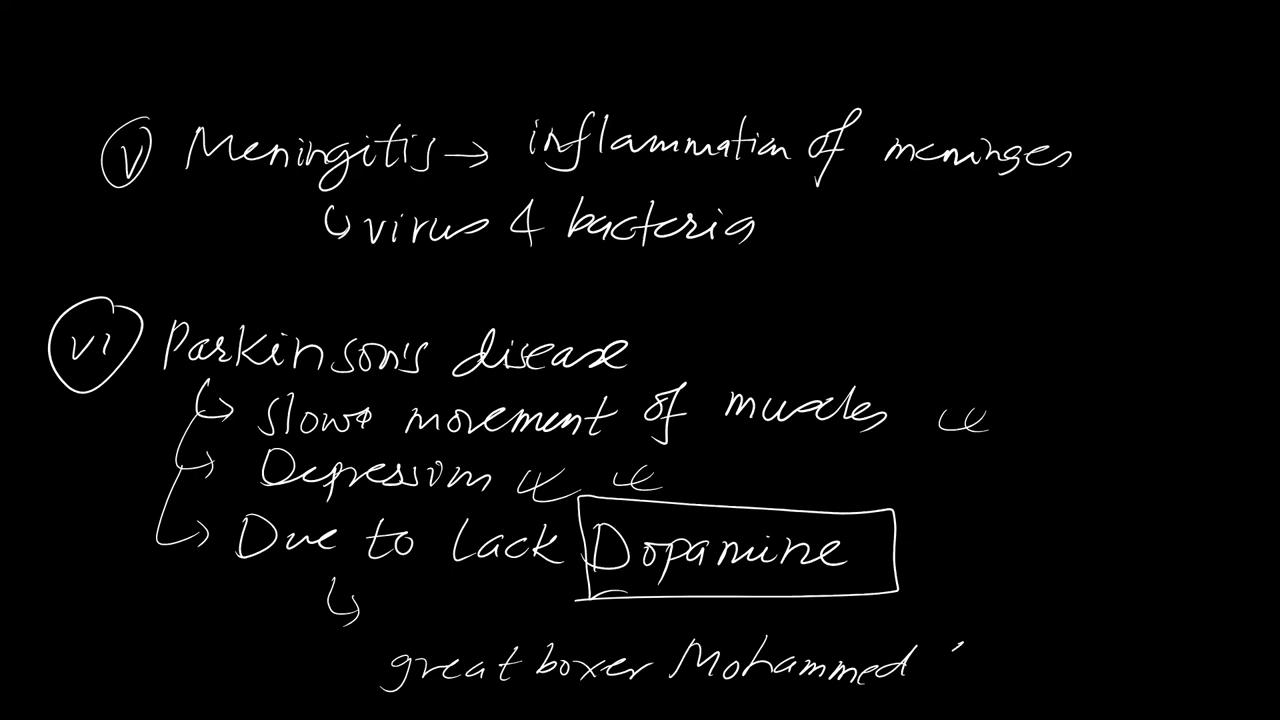 v Meningitis → inflammation of meninges
↳ virus & bacteria
vi Parkinson's disease
↳ Slow movement of muscles
↳ Depression
↳ Due to lack Dopamine
↳
great boxer Mohammed